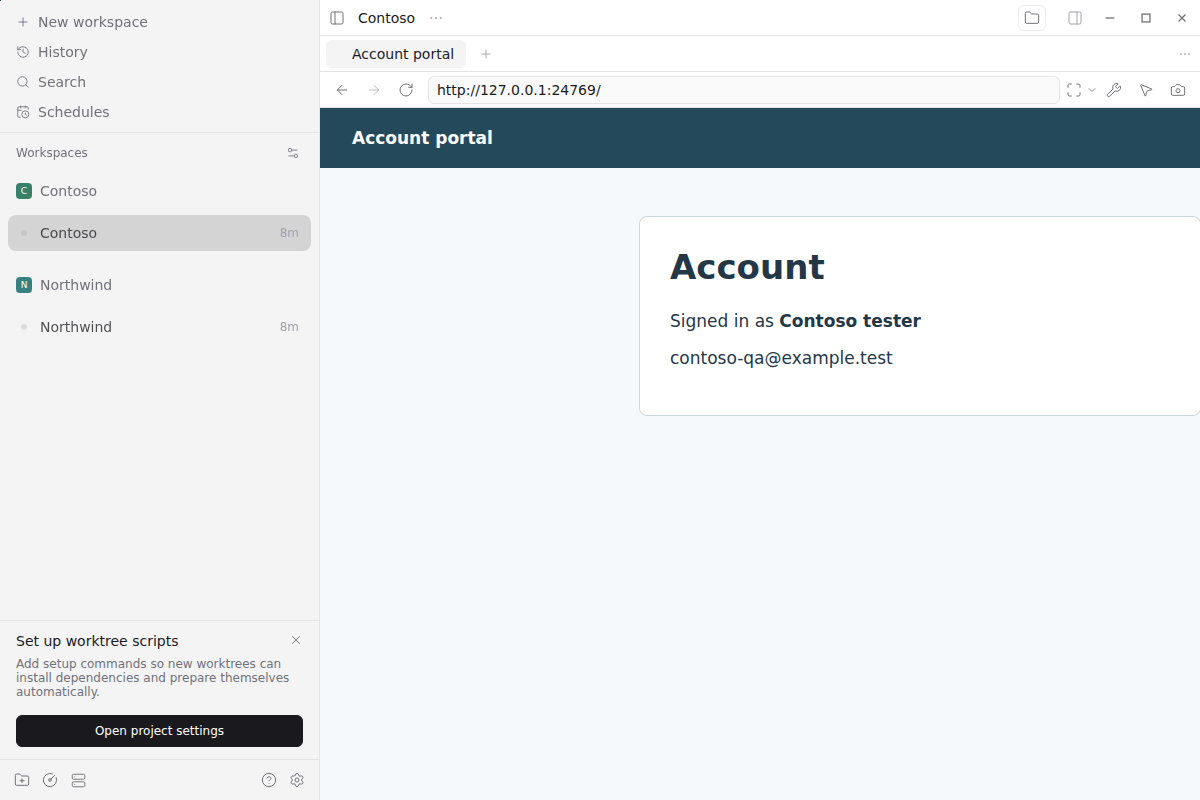 New workspace
History
Search
Schedules
Workspaces
C Contoso
Contoso 8m
N Northwind
Northwind 8m
Set up worktree scripts
Add setup commands so new worktrees can
install dependencies and prepare themselves
automatically.
Open project settings
Contoso
Account portal
http://127.0.0.1:24769/
Account portal
Account
Signed in as Contoso tester
contoso-qa@example.test